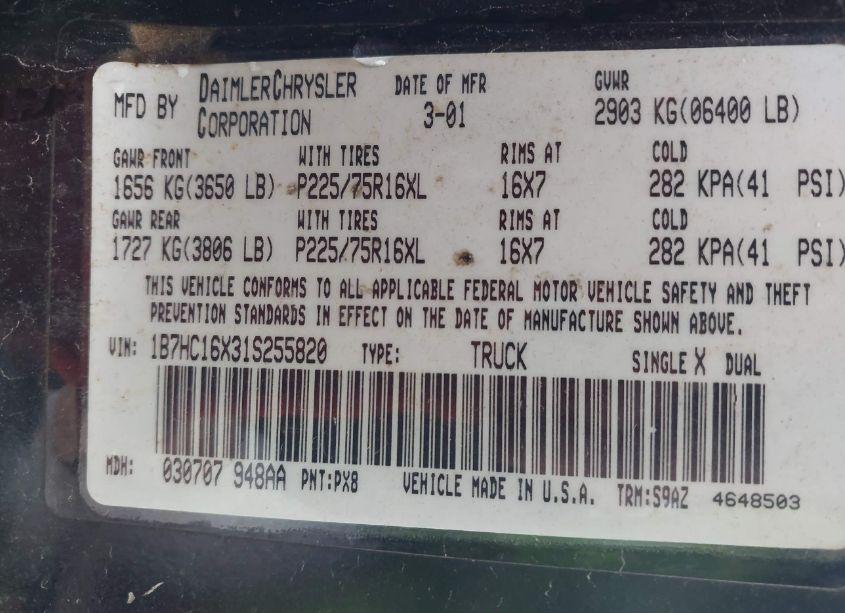 MFD BY DAIMLERCHRYSLER CORPORATION DATE OF MFR 3-01 GVWR 2903 KG(06400 LB)
GAWR FRONT WITH TIRES RIMS AT COLD
1656 KG(3650 LB) P225/75R16XL 16X7 282 KPA(41 PSI)
GAWR REAR WITH TIRES RIMS AT COLD
1727 KG(3806 LB) P225/75R16XL 16X7 282 KPA(41 PSI)
THIS VEHICLE CONFORMS TO ALL APPLICABLE FEDERAL MOTOR VEHICLE SAFETY AND THEFT
PREVENTION STANDARDS IN EFFECT ON THE DATE OF MANUFACTURE SHOWN ABOVE.
VIN: 1B7HC16X31S255820 TYPE: TRUCK SINGLE X DUAL
MDH: 030707 948AA PNT:PX8 VEHICLE MADE IN U.S.A. TRM:S9AZ 4648503